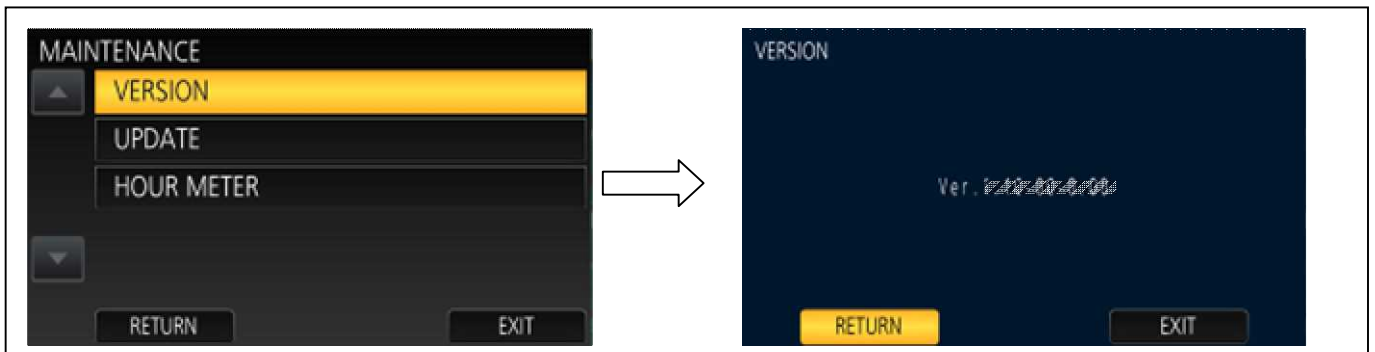 MAINTENANCE
VERSION
UPDATE
HOUR METER
RETURN EXIT
VERSION
Ver.
RETURN EXIT